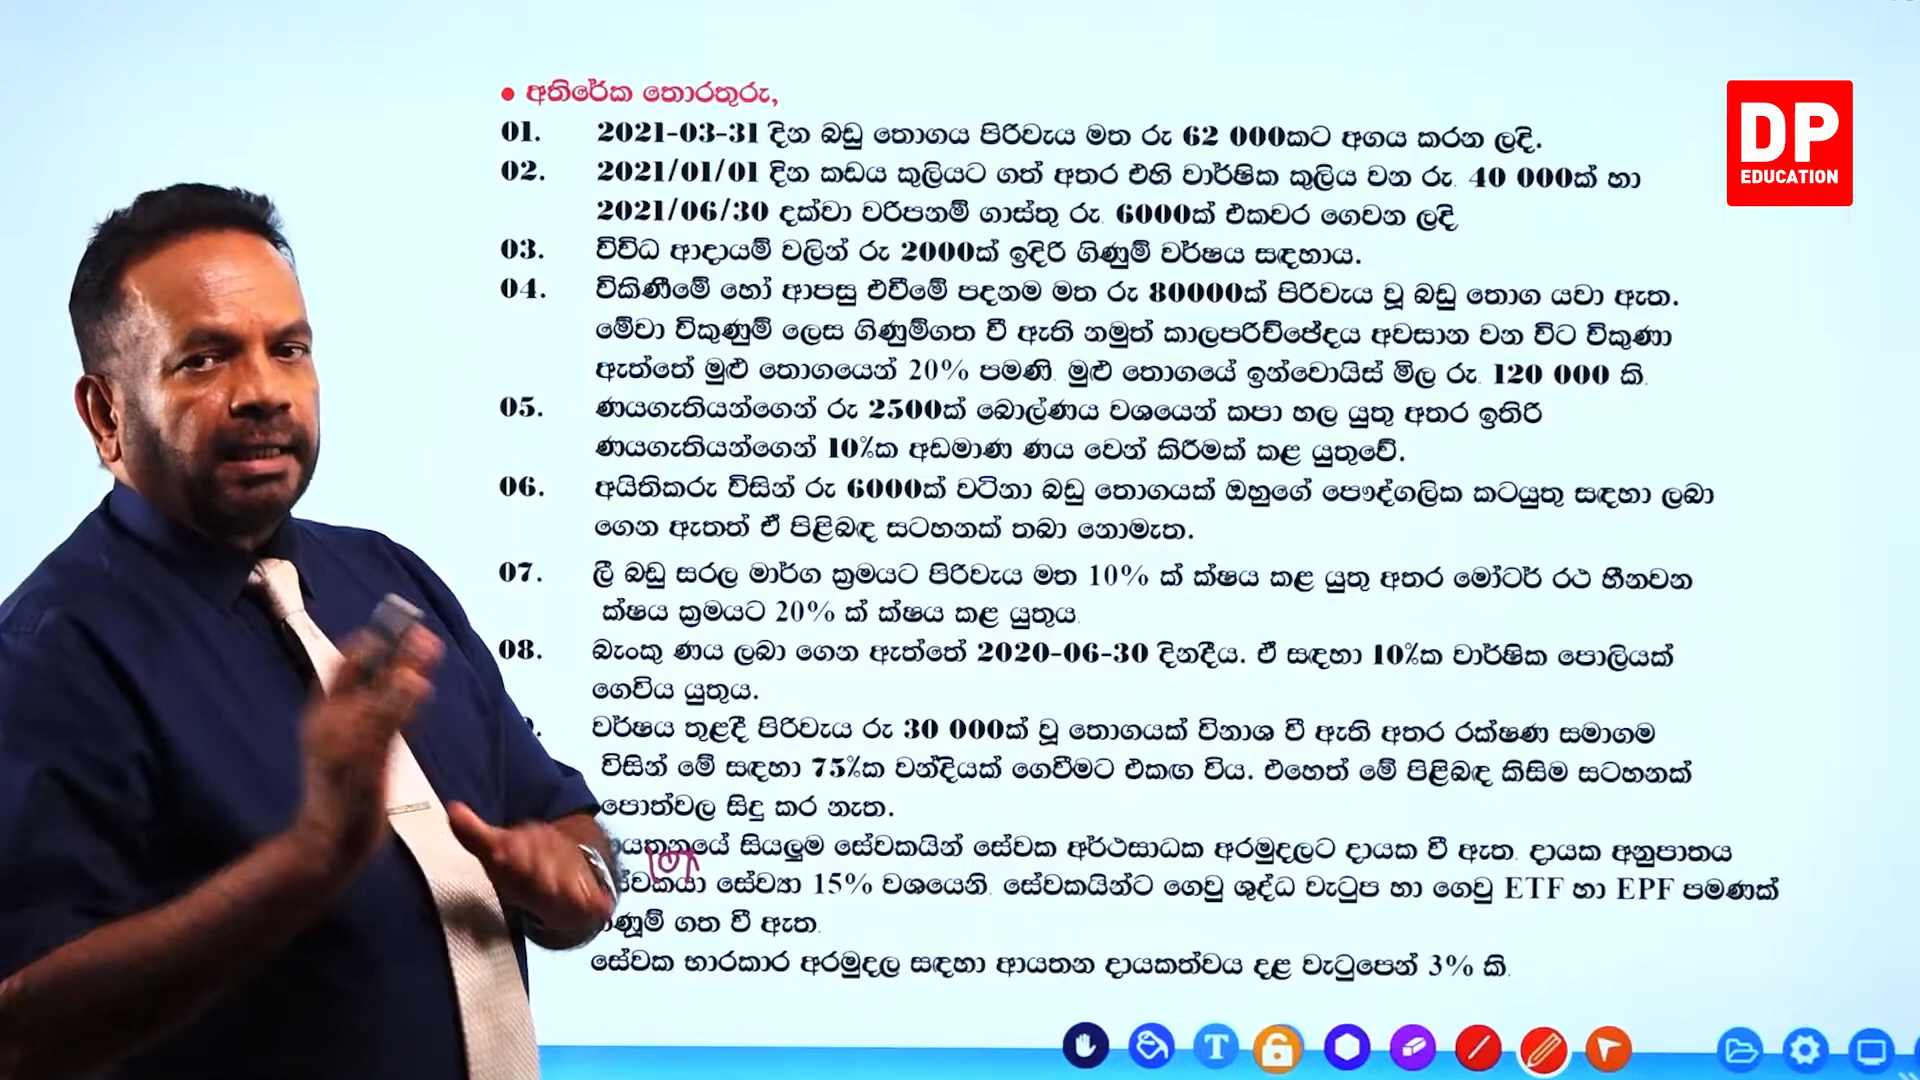 • අතිරේක තොරතුරු,
DP
EDUCATION
01. 2021-03-31 දින බඩු තොගය පිරිවැය මත රු 62 000කට අගය කරන ලදි.
02. 2021/01/01 දින කඩය කුලියට ගත් අතර එහි වාර්ෂික කුලිය වන රු. 40 000ක් හා
2021/06/30 දක්වා වරිපනම් ගාස්තු රු. 6000ක් එකවර ගෙවන ලදි
03. විවිධ ආදායම් වලින් රු 2000ක් ඉදිරි ගිණුම් වර්ෂය සඳහාය.
04. විකිණීමේ හෝ ආපසු එවීමේ පදනම මත රු 80000ක් පිරිවැය වූ බඩු තොග යවා ඇත.
මේවා විකුණුම් ලෙස ගිණුම්ගත වී ඇති නමුත් කාලපරිච්ඡේදය අවසාන වන විට විකුණා
ඇත්තේ මුළු තොගයෙන් 20% පමණි. මුළු තොගයේ ඉන්වොයිස් මිල රු. 120 000 කි.
05. ණයගැතියන්ගෙන් රු 2500ක් බොල්ණය වශයෙන් කපා හල යුතු අතර ඉතිරි
ණයගැතියන්ගෙන් 10%ක අඩමාණ ණය වෙන් කිරීමක් කළ යුතුවේ.
06. අයිතිකරු විසින් රු 6000ක් වටිනා බඩු තොගයක් ඔහුගේ පෞද්ගලික කටයුතු සඳහා ලබා
ගෙන ඇතත් ඒ පිළිබඳ සටහනක් තබා නොමැත.
07. ලී බඩු සරල මාර්ග ක්‍රමයට පිරිවැය මත 10% ක් ක්ෂය කළ යුතු අතර මෝටර් රථ හීනවන
ක්ෂය ක්‍රමයට 20% ක් ක්ෂය කළ යුතුය.
08. බැංකු ණය ලබා ගෙන ඇත්තේ 2020-06-30 දිනදීය. ඒ සඳහා 10%ක වාර්ෂික පොලියක්
ගෙවිය යුතුය.
වර්ෂය තුළදී පිරිවැය රු 30 000ක් වූ තොගයක් විනාශ වී ඇති අතර රක්ෂණ සමාගම
විසින් මේ සඳහා 75%ක වන්දියක් ගෙවීමට එකඟ විය. එහෙත් මේ පිළිබඳ කිසිම සටහනක්
පොත්වල සිදු කර නැත.
සියලුම සේවකයින් සේවක අර්ථසාධක අරමුදලට දායක වී ඇත. දායක අනුපාතය
සේව්‍යා 15% වශයෙනි. සේවකයින්ට ගෙවු ශුද්ධ වැටුප හා ගෙවු ETF හා EPF පමණක්
ගත වී ඇත.
සේවක භාරකාර අරමුදල සඳහා ආයතන දායකත්වය දළ වැටුපෙන් 3% කි.